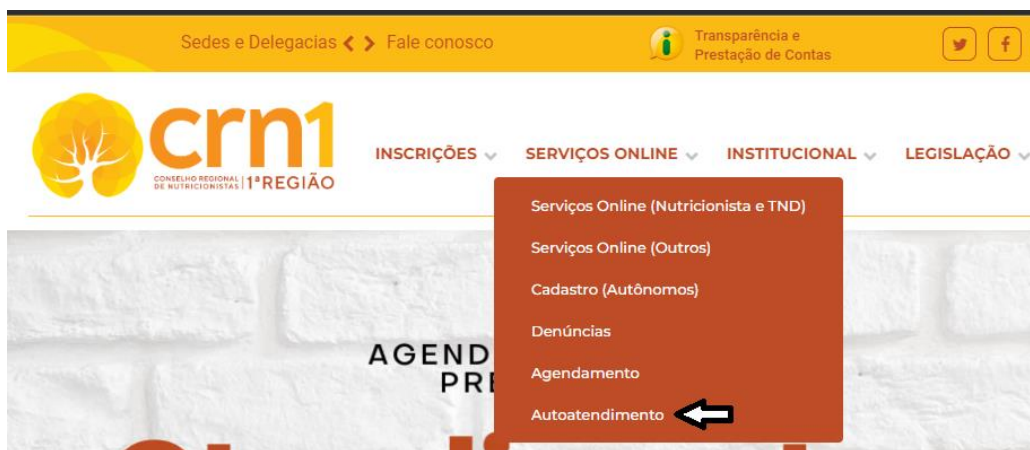 Sedes e Delegacias Fale conosco
Transparência e
Prestação de Contas
crn1
CONSELHO REGIONAL
DE NUTRICIONISTAS 1ª REGIÃO
INSCRIÇÕES SERVIÇOS ONLINE INSTITUCIONAL LEGISLAÇÃO
Serviços Online (Nutricionista e TND)
Serviços Online (Outros)
Cadastro (Autônomos)
Denúncias
Agendamento
Autoatendimento
AGEND
PRE